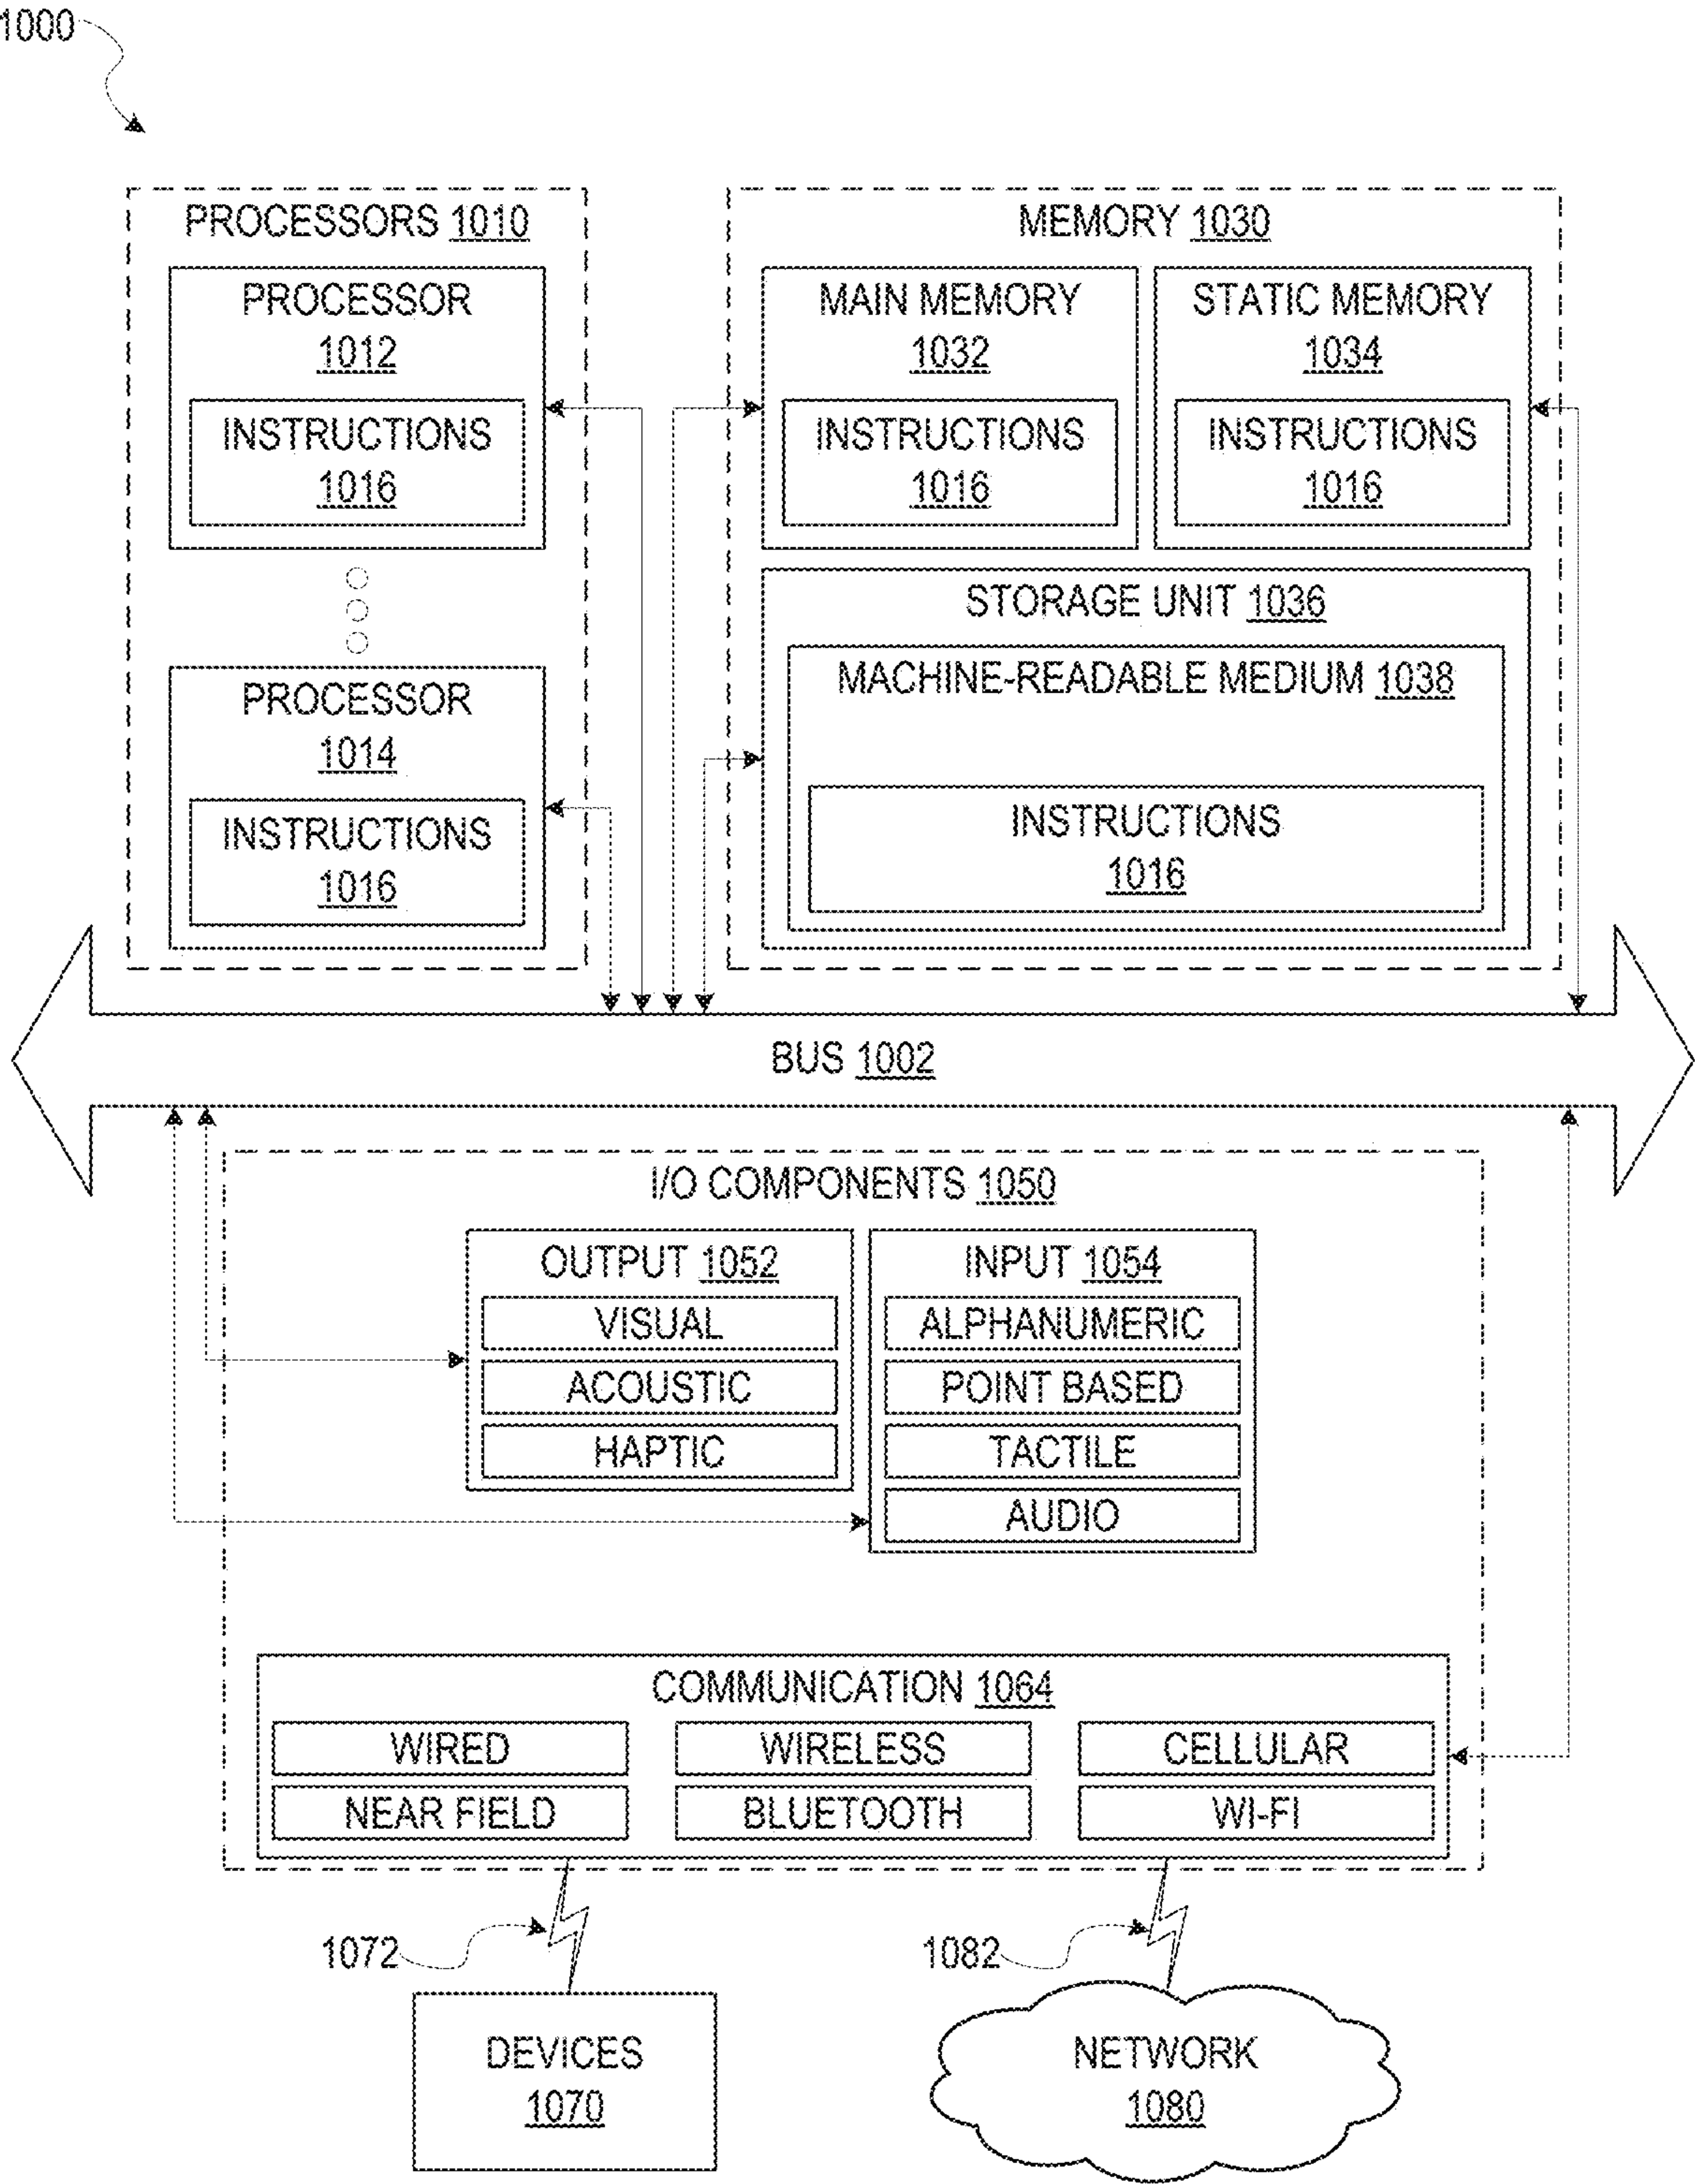 1000
PROCESSORS 1010
PROCESSOR
1012
INSTRUCTIONS
1016
PROCESSOR
1014
INSTRUCTIONS
1016
MEMORY 1030
MAIN MEMORY
1032
INSTRUCTIONS
1016
STATIC MEMORY
1034
INSTRUCTIONS
1016
STORAGE UNIT 1036
MACHINE-READABLE MEDIUM 1038
INSTRUCTIONS
1016
BUS 1002
I/O COMPONENTS 1050
OUTPUT 1052
VISUAL
ACOUSTIC
HAPTIC
INPUT 1054
ALPHANUMERIC
POINT BASED
TACTILE
AUDIO
COMMUNICATION 1064
WIRED
WIRELESS
CELLULAR
NEAR FIELD
BLUETOOTH
WI-FI
1072
1082
DEVICES
1070
NETWORK
1080